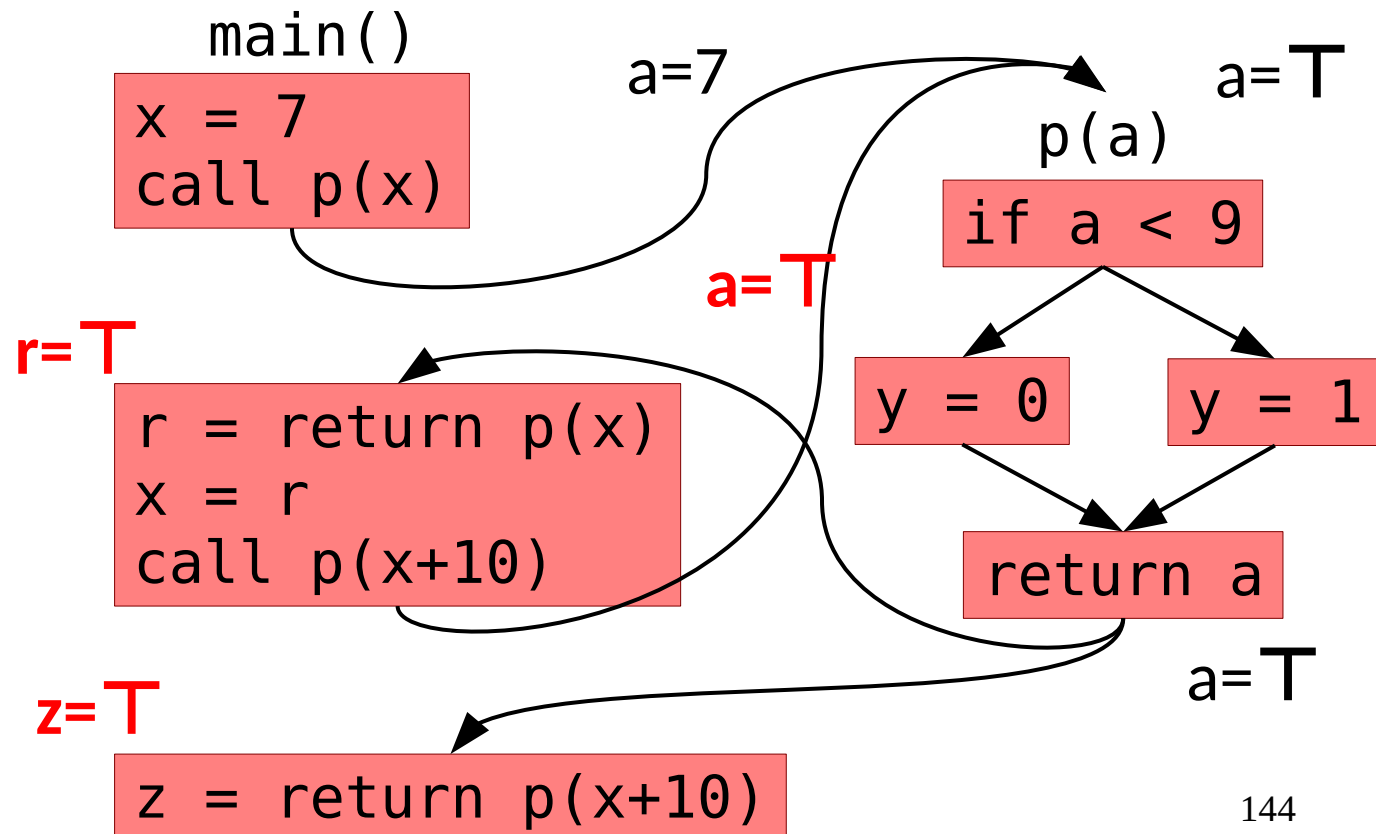 main()
x = 7
call p(x)
a=7
a=⊤
p(a)
if a < 9
a=⊤
y = 0
y = 1
r=⊤
r = return p(x)
x = r
call p(x+10)
return a
a=⊤
z=⊤
z = return p(x+10)
144